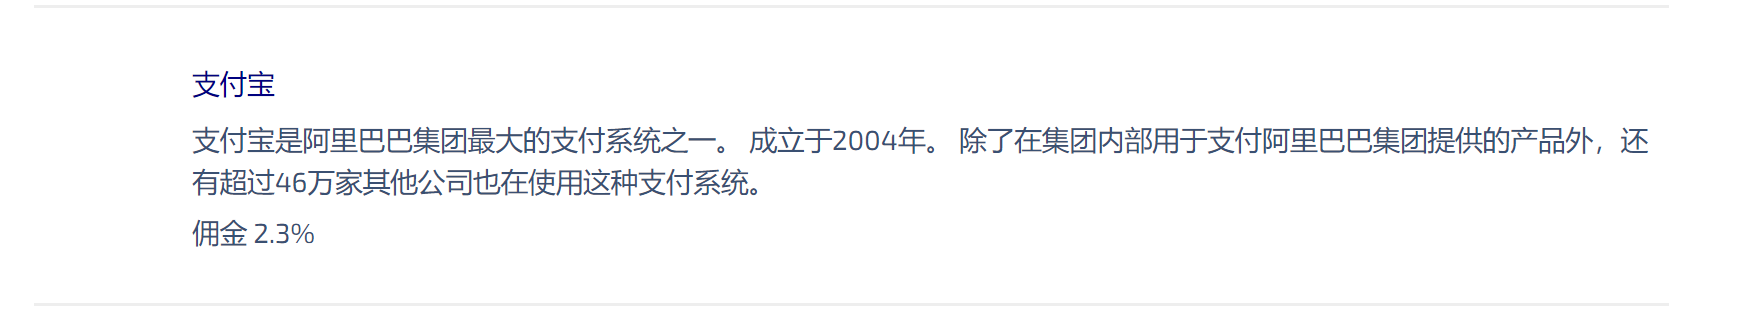 支付宝
支付宝是阿里巴巴集团最大的支付系统之一。 成立于2004年。 除了在集团内部用于支付阿里巴巴集团提供的产品外，还
有超过46万家其他公司也在使用这种支付系统。
佣金 2.3%